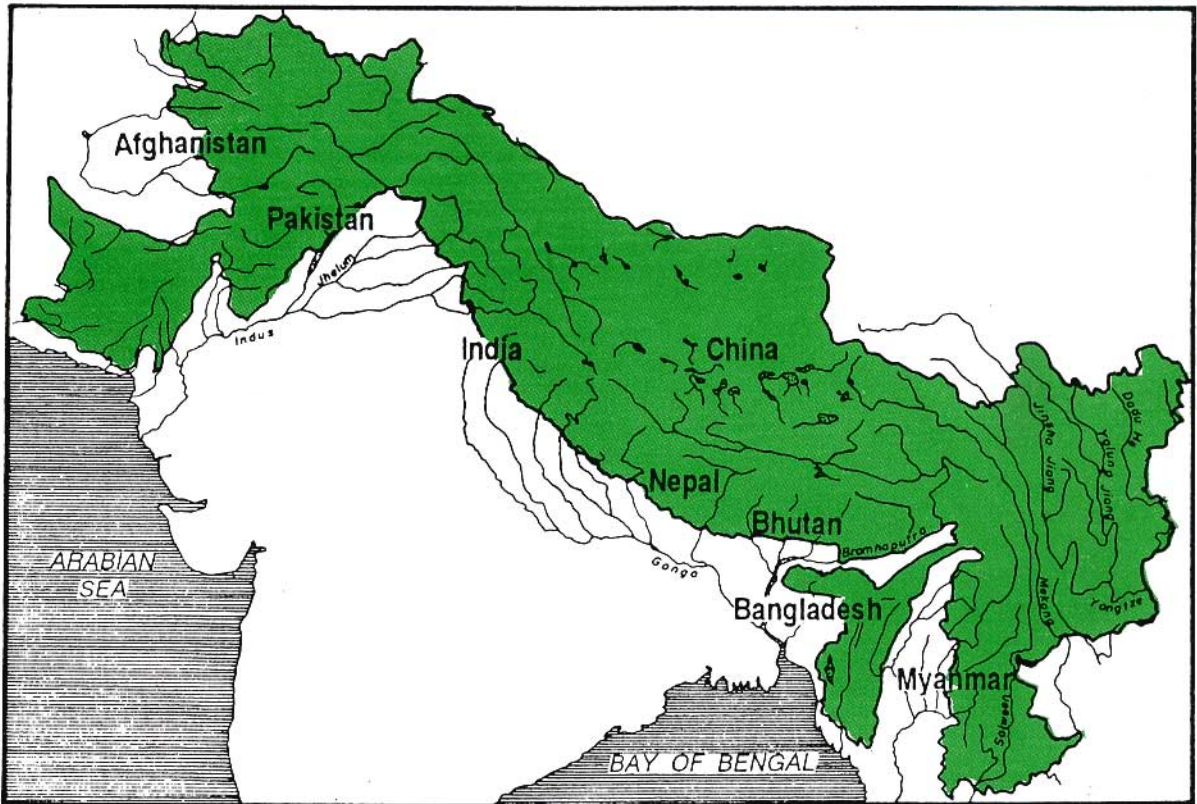 Afghanistan
Pakistan
Jhelum
Indus
India
China
Jinsha Jiang
Yalung Jiang
Dadu He
Nepal
Bhutan
Bramhaputra
ARABIAN
SEA
Ganga
Bangladesh
Mekong
Yangtze
Myanmar
Salween
BAY OF BENGAL